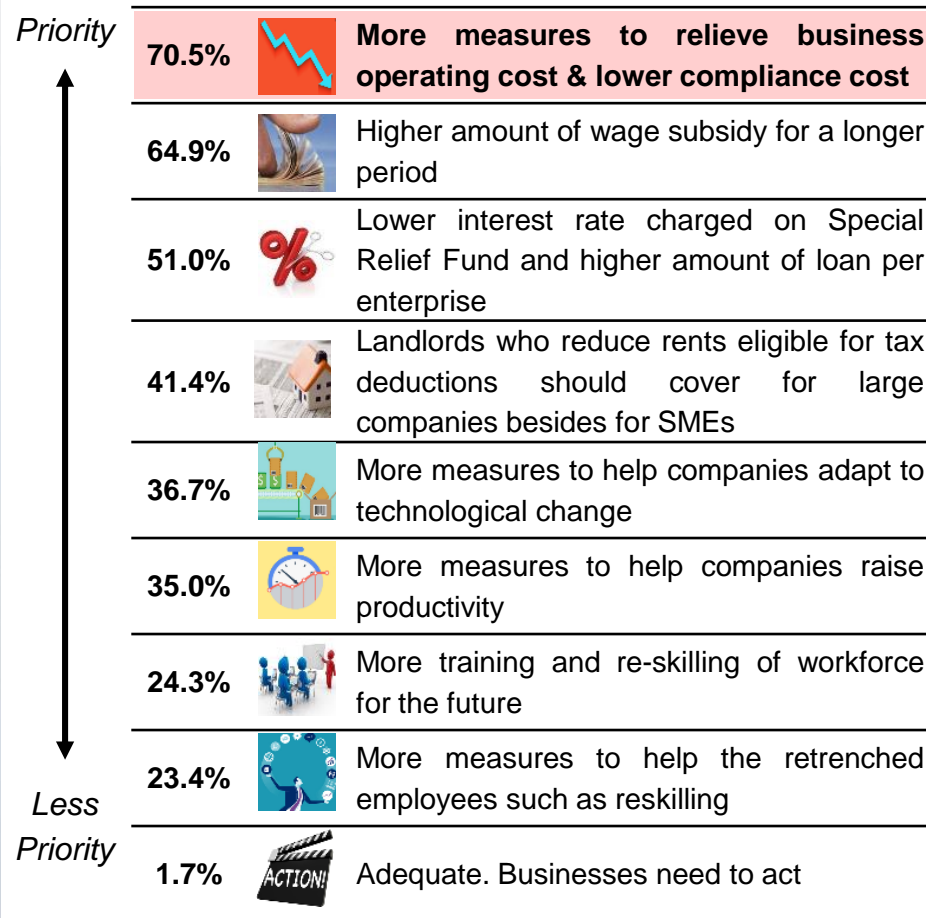 Priority
70.5%
More measures to relieve business
operating cost & lower compliance cost
64.9%
Higher amount of wage subsidy for a longer
period
51.0%
Lower interest rate charged on Special
Relief Fund and higher amount of loan per
enterprise
41.4%
Landlords who reduce rents eligible for tax
deductions should cover for large
companies besides for SMEs
36.7%
More measures to help companies adapt to
technological change
35.0%
More measures to help companies raise
productivity
24.3%
More training and re-skilling of workforce
for the future
23.4%
More measures to help the retrenched
employees such as reskilling
Less
Priority
1.7%
ACTION!
Adequate. Businesses need to act